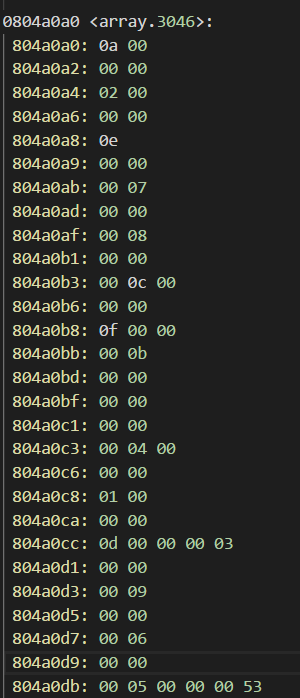 0804a0a0 <array.3046>:
804a0a0: 0a 00
804a0a2: 00 00
804a0a4: 02 00
804a0a6: 00 00
804a0a8: 0e
804a0a9: 00 00
804a0ab: 00 07
804a0ad: 00 00
804a0af: 00 08
804a0b1: 00 00
804a0b3: 00 0c 00
804a0b6: 00 00
804a0b8: 0f 00 00
804a0bb: 00 0b
804a0bd: 00 00
804a0bf: 00 00
804a0c1: 00 00
804a0c3: 00 04 00
804a0c6: 00 00
804a0c8: 01 00
804a0ca: 00 00
804a0cc: 0d 00 00 00 03
804a0d1: 00 00
804a0d3: 00 09
804a0d5: 00 00
804a0d7: 00 06
804a0d9: 00 00
804a0db: 00 05 00 00 00 53